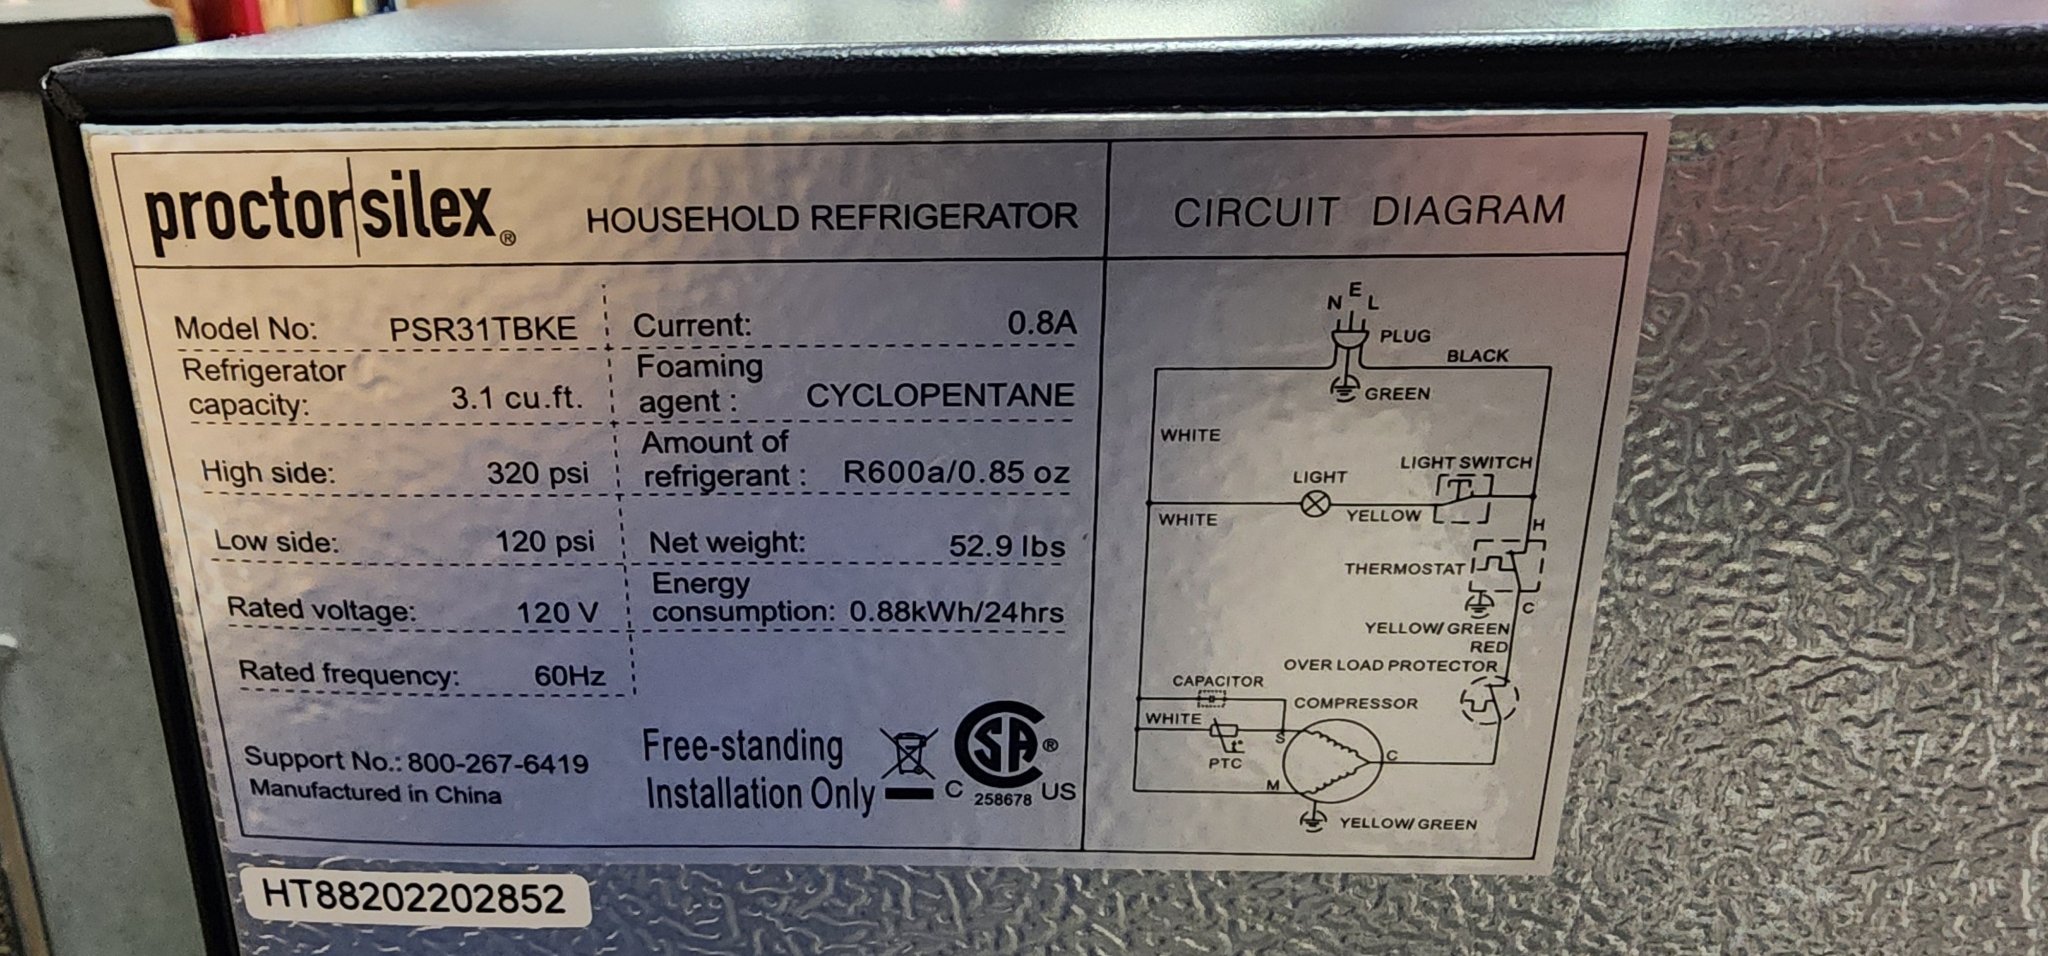 proctor silex®
HOUSEHOLD REFRIGERATOR
Model No: PSR31TBKE
Refrigerator
capacity: 3.1 cu.ft.
High side: 320 psi
Low side: 120 psi
Rated voltage: 120 V
Rated frequency: 60Hz
Support No.: 800-267-6419
Manufactured in China
Current: 0.8A
Foaming
agent : CYCLOPENTANE
Amount of
refrigerant : R600a/0.85 oz
Net weight: 52.9 lbs
Energy
consumption: 0.88kWh/24hrs
Free-standing
Installation Only
SA®
C 258678 US
CIRCUIT DIAGRAM
N E L
PLUG
BLACK
GREEN
WHITE
LIGHT SWITCH
LIGHT
WHITE
YELLOW
H
THERMOSTAT
C
YELLOW/GREEN
RED
OVER LOAD PROTECTOR
CAPACITOR
COMPRESSOR
WHITE
t°
S
PTC
C
M
YELLOW/GREEN
HT88202202852